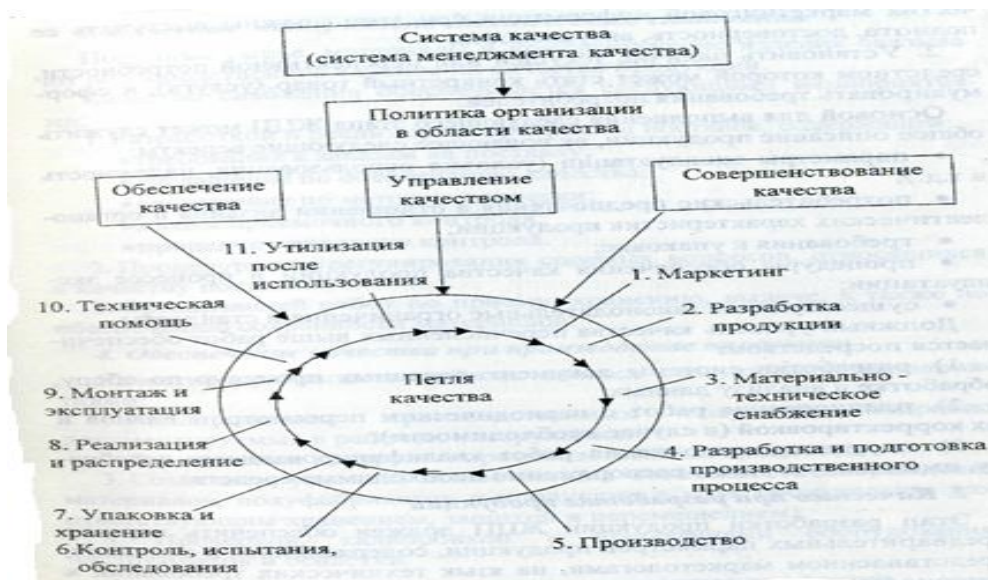 Система качества
(система менеджмента качества)
Политика организации
в области качества
Обеспечение
качества
Управление
качеством
Совершенствование
качества
11. Утилизация
после
использования
1. Маркетинг
10. Техническая
помощь
2. Разработка
продукции
Петля
качества
9. Монтаж и
эксплуатация
3. Материально-
техническое
снабжение
8. Реализация
и распределение
4. Разработка и подготовка
производственного
процесса
7. Упаковка и
хранение
5. Производство
6.Контроль, испытания,
обследования